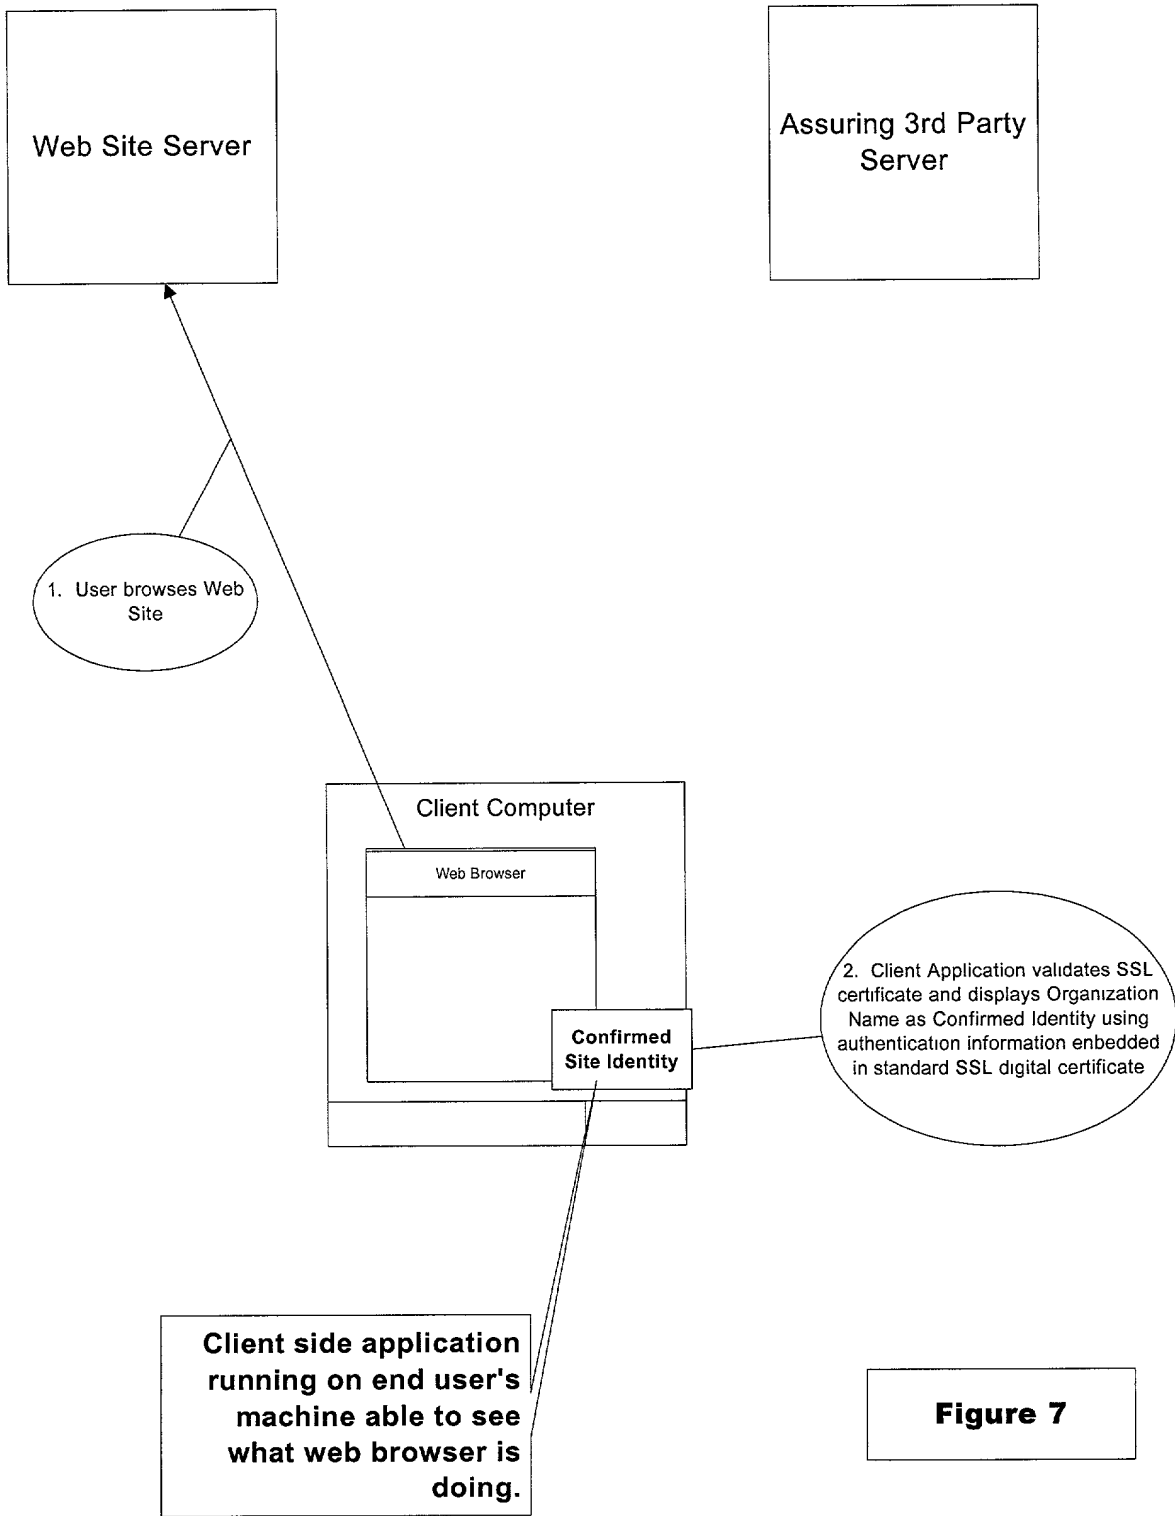 Web Site Server
Assuring 3rd Party
Server
1. User browses Web
Site
Client Computer
Web Browser
Confirmed
Site Identity
2. Client Application validates SSL
certificate and displays Organization
Name as Confirmed Identity using
authentication information enbedded
in standard SSL digital certificate
Client side application
running on end user's
machine able to see
what web browser is
doing.
Figure 7